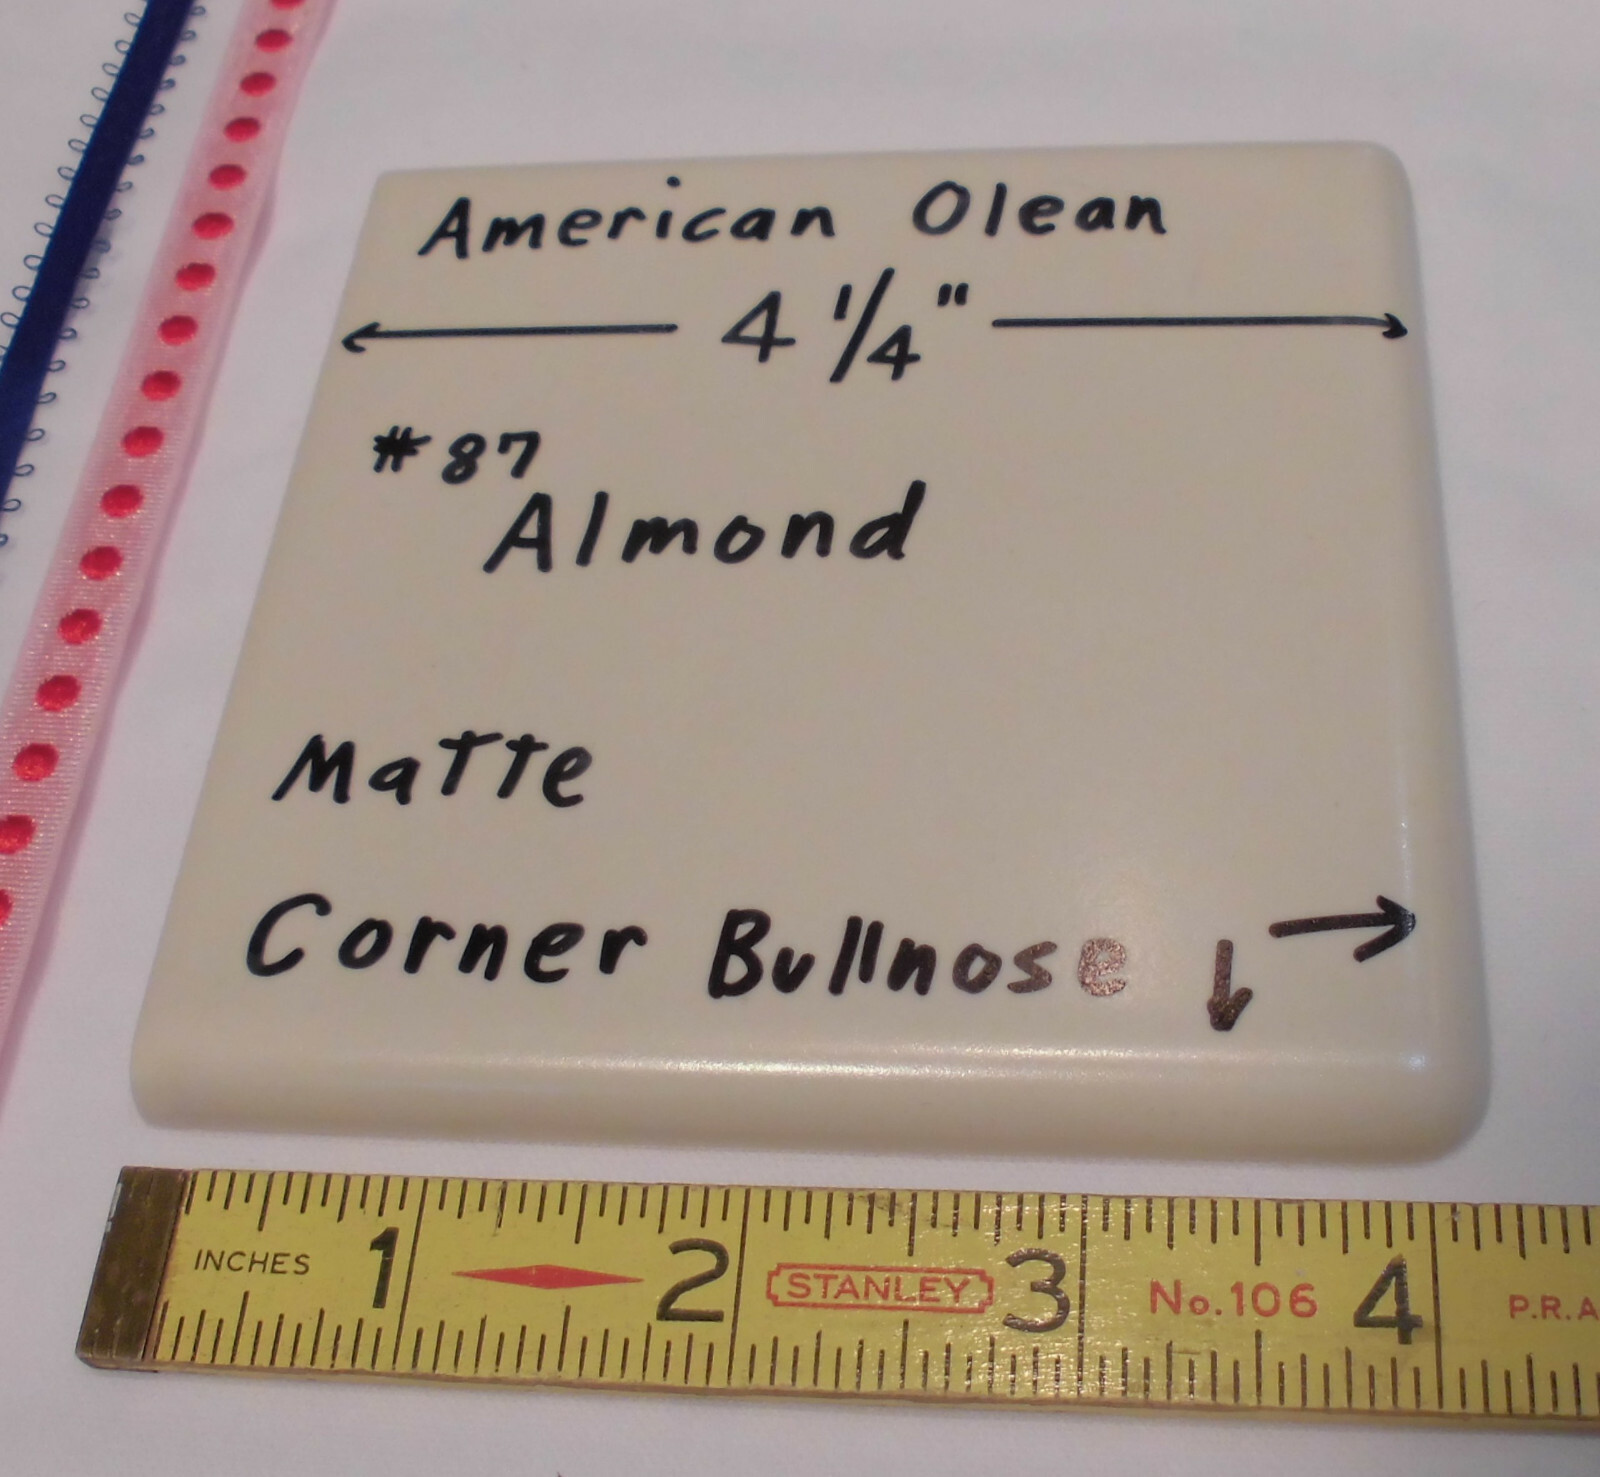 American Olean
4 1/4"
#87
Almond
Matte
Corner Bullnose
INCHES 1 2 STANLEY 3 No.106 4 P.R.A